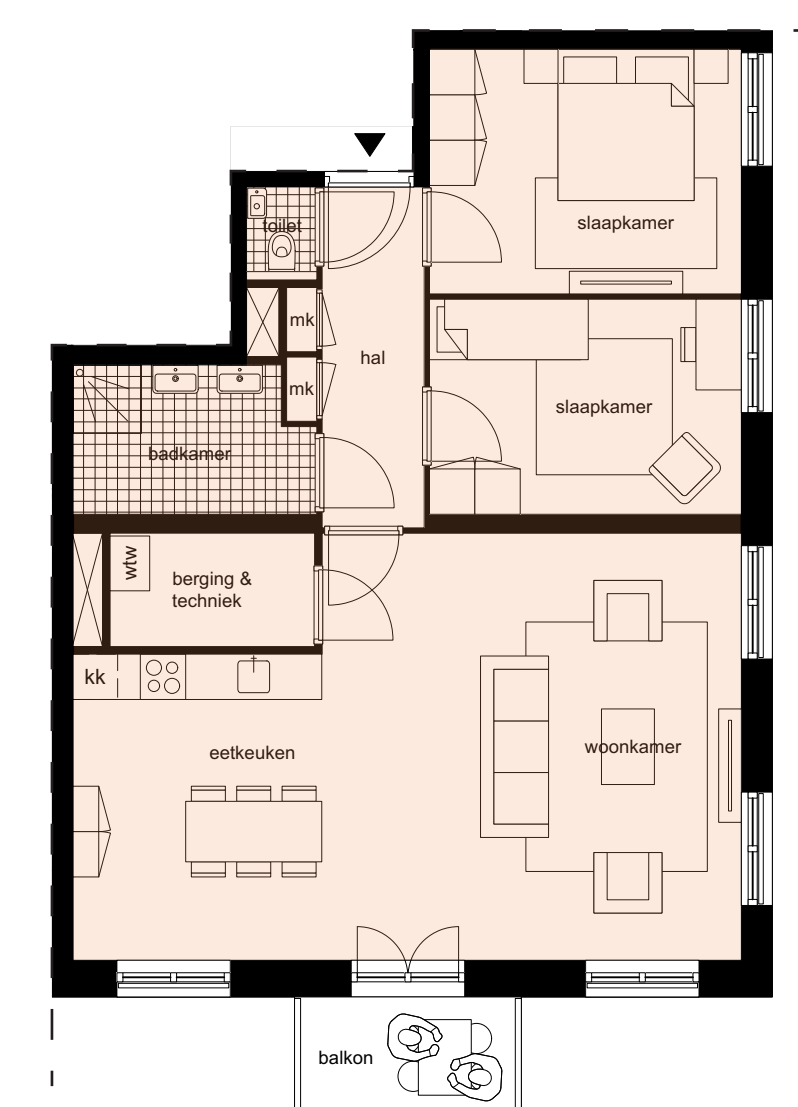 slaapkamer
toilet
mk
hal
mk
slaapkamer
badkamer
wtw
berging &
techniek
kk
eetkeuken
woonkamer
balkon